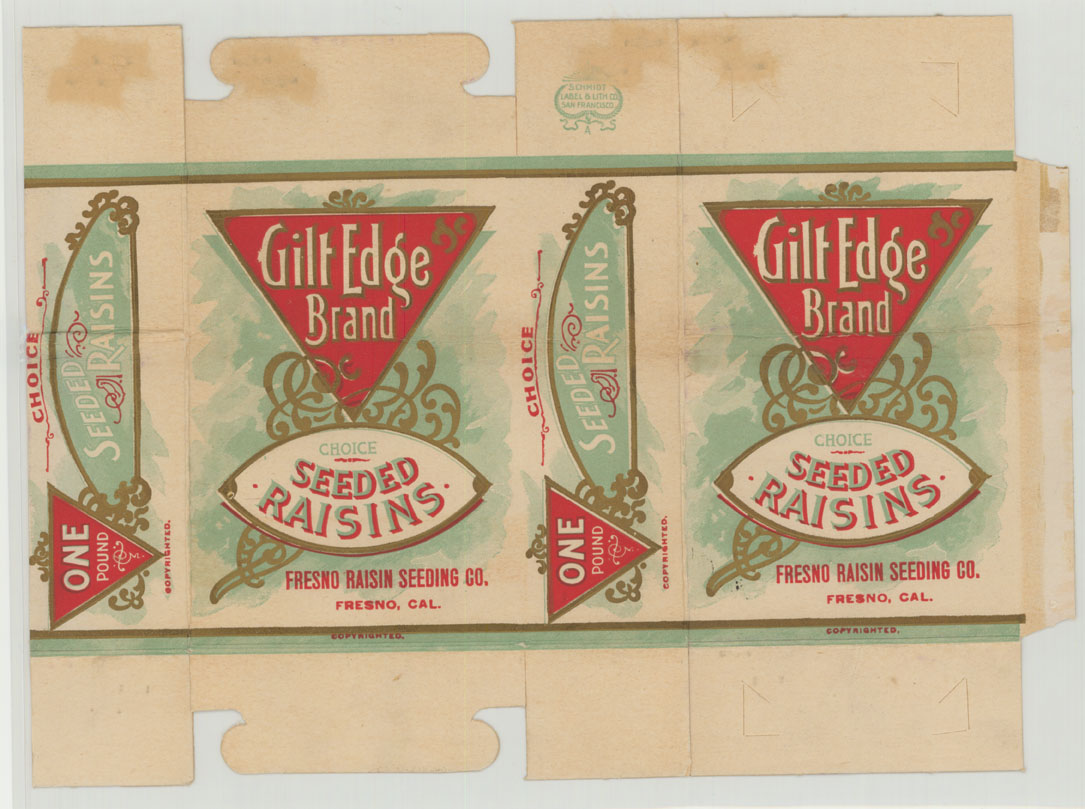 SCHMIDT
LABEL & LITH. CO.
SAN FRANCISCO.
CHOICE
SEEDED
RAISINS
ONE
POUND
COPYRIGHTED.
Gilt Edge
Brand
CHOICE
SEEDED
RAISINS
FRESNO RAISIN SEEDING CO.
FRESNO, CAL.
COPYRIGHTED.
CHOICE
SEEDED
RAISINS
ONE
POUND
COPYRIGHTED.
Gilt Edge
Brand
CHOICE
SEEDED
RAISINS
FRESNO RAISIN SEEDING CO.
FRESNO, CAL.
COPYRIGHTED.